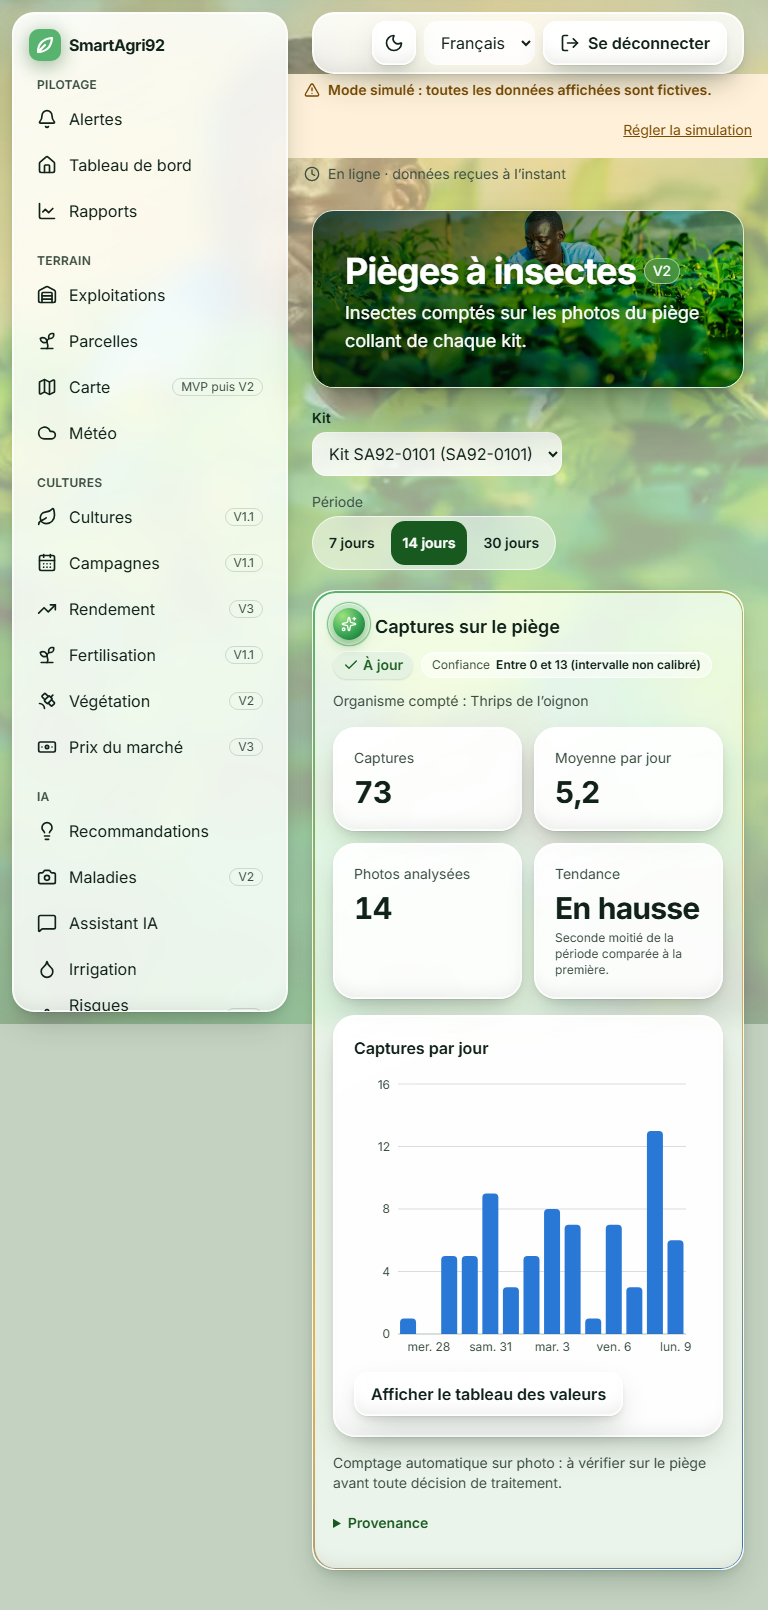 SmartAgri92
PILOTAGE
Alertes
Tableau de bord
Rapports
TERRAIN
Exploitations
Parcelles
Carte MVP puis V2
Météo
CULTURES
Cultures V1.1
Campagnes V1.1
Rendement V3
Fertilisation V1.1
Végétation V2
Prix du marché V3
IA
Recommandations
Maladies V2
Assistant IA
Irrigation
Risques
Français
Se déconnecter
Mode simulé : toutes les données affichées sont fictives.
Régler la simulation
En ligne · données reçues à l’instant
Pièges à insectes V2
Insectes comptés sur les photos du piège
collant de chaque kit.
Kit
Kit SA92-0101 (SA92-0101)
Période
7 jours 14 jours 30 jours
Captures sur le piège
À jour Confiance Entre 0 et 13 (intervalle non calibré)
Organisme compté : Thrips de l’oignon
Captures
73
Moyenne par jour
5,2
Photos analysées
14
Tendance
En hausse
Seconde moitié de la
période comparée à la
première.
Captures par jour
16
12
8
4
0
mer. 28 sam. 31 mar. 3 ven. 6 lun. 9
Afficher le tableau des valeurs
Comptage automatique sur photo : à vérifier sur le piège
avant toute décision de traitement.
Provenance